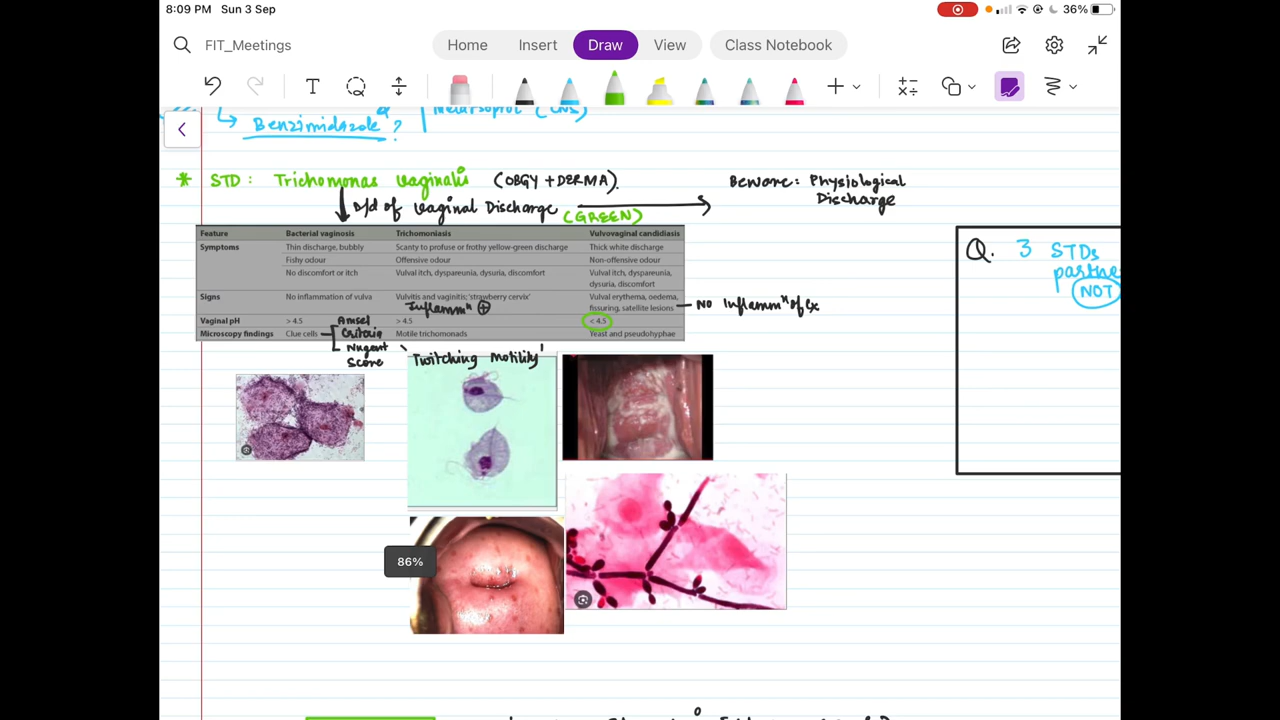 8:09 PM Sun 3 Sep
36%
FIT_Meetings
Home Insert Draw View Class Notebook
Benzimidazole?
* STD: Trichomonas vaginalis (OBGY + DERMA).
D/d of Vaginal Discharge
(GREEN)
Beware: Physiological
Discharge
Feature Bacterial vaginosis Trichomoniasis Vulvovaginal candidiasis
Symptoms Thin discharge, bubbly Scanty to profuse or frothy yellow-green discharge Thick white discharge
Fishy odour Offensive odour Non-offensive odour
No discomfort or itch Vulval itch, dyspareunia, dysuria, discomfort Vulval itch, dyspareunia,
dysuria, discomfort
Signs No inflammation of vulva Vulvitis and vaginitis; 'strawberry cervix' Vulval erythema, oedema,
fissuring, satellite lesions
Inflammⁿ ⊕
No Inflammⁿ of Cx
Vaginal pH > 4.5 > 4.5 < 4.5
Microscopy findings Clue cells Motile trichomonads Yeast and pseudohyphae
Amsel
Criteria
Nugent
Score
Twitching Motility
Q. 3 STDs
partne
NOT
86%